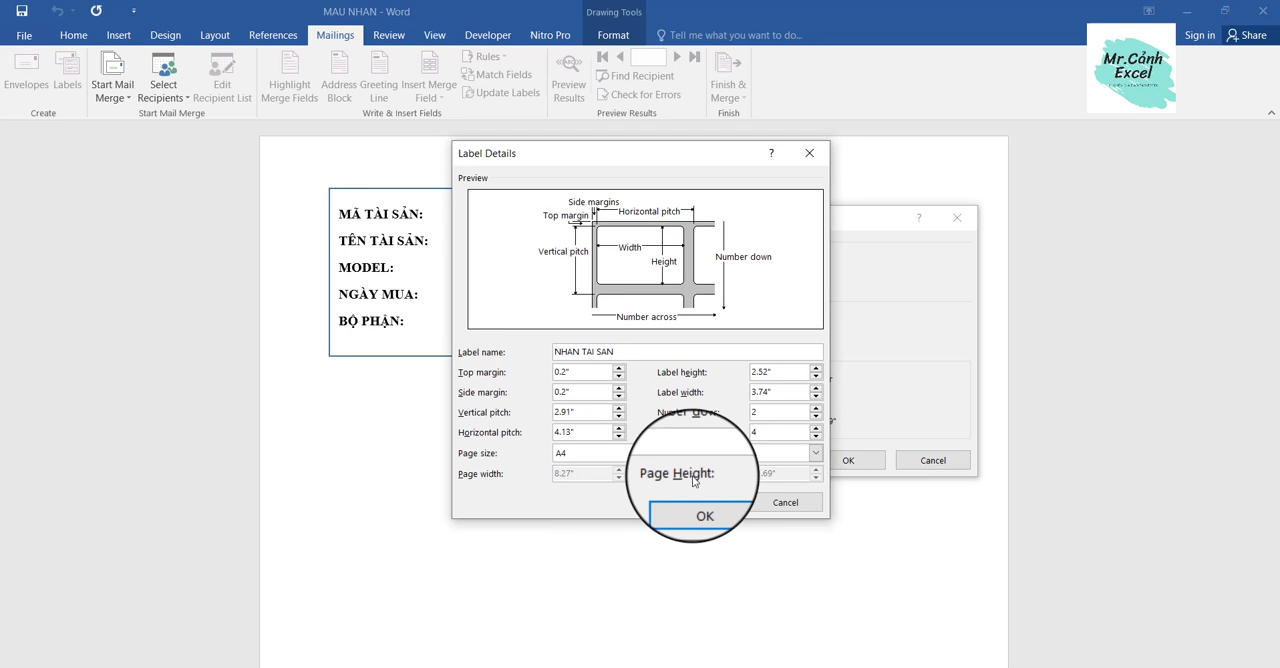 MAU NHAN - Word
Drawing Tools
File Home Insert Design Layout References Mailings Review View Developer Nitro Pro Format Tell me what you want to do... Sign in Share
Mr.Cảnh
Excel
Envelopes Labels
Create
Start Mail
Merge
Select
Recipients
Edit
Recipient List
Start Mail Merge
Highlight
Merge Fields
Address
Block
Greeting
Line
Insert Merge
Field
Rules
Match Fields
Update Labels
Write & Insert Fields
ABC
Preview
Results
Find Recipient
Check for Errors
Preview Results
Finish &
Merge
Finish
MÃ TÀI SẢN:
TÊN TÀI SẢN:
MODEL:
NGÀY MUA:
BỘ PHẬN:
Label Details
?
Preview
Side margins
Top margin
Horizontal pitch
Vertical pitch
Width
Height
Number down
Number across
Label name: NHAN TAI SAN
Top margin: 0.2" Label height: 2.52"
Side margin: 0.2" Label width: 3.74"
Vertical pitch: 2.91" 2
Horizontal pitch: 4.13" 4
Page size: A4
Page width: 8.27" Page Height: .69"
OK Cancel
?
OK Cancel